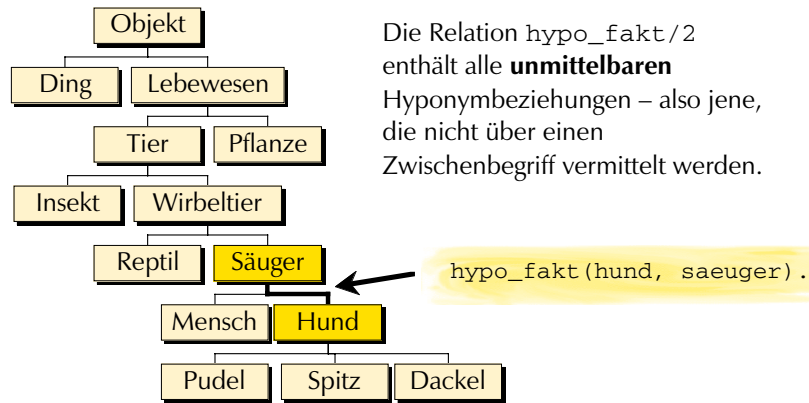 Objekt
Die Relation hypo_fakt/2
enthält alle unmittelbaren
Hyponymbeziehungen – also jene,
die nicht über einen
Zwischenbegriff vermittelt werden.
Ding Lebewesen
Tier Pflanze
Insekt Wirbeltier
Reptil Säuger
hypo_fakt(hund, saeuger).
Mensch Hund
Pudel Spitz Dackel